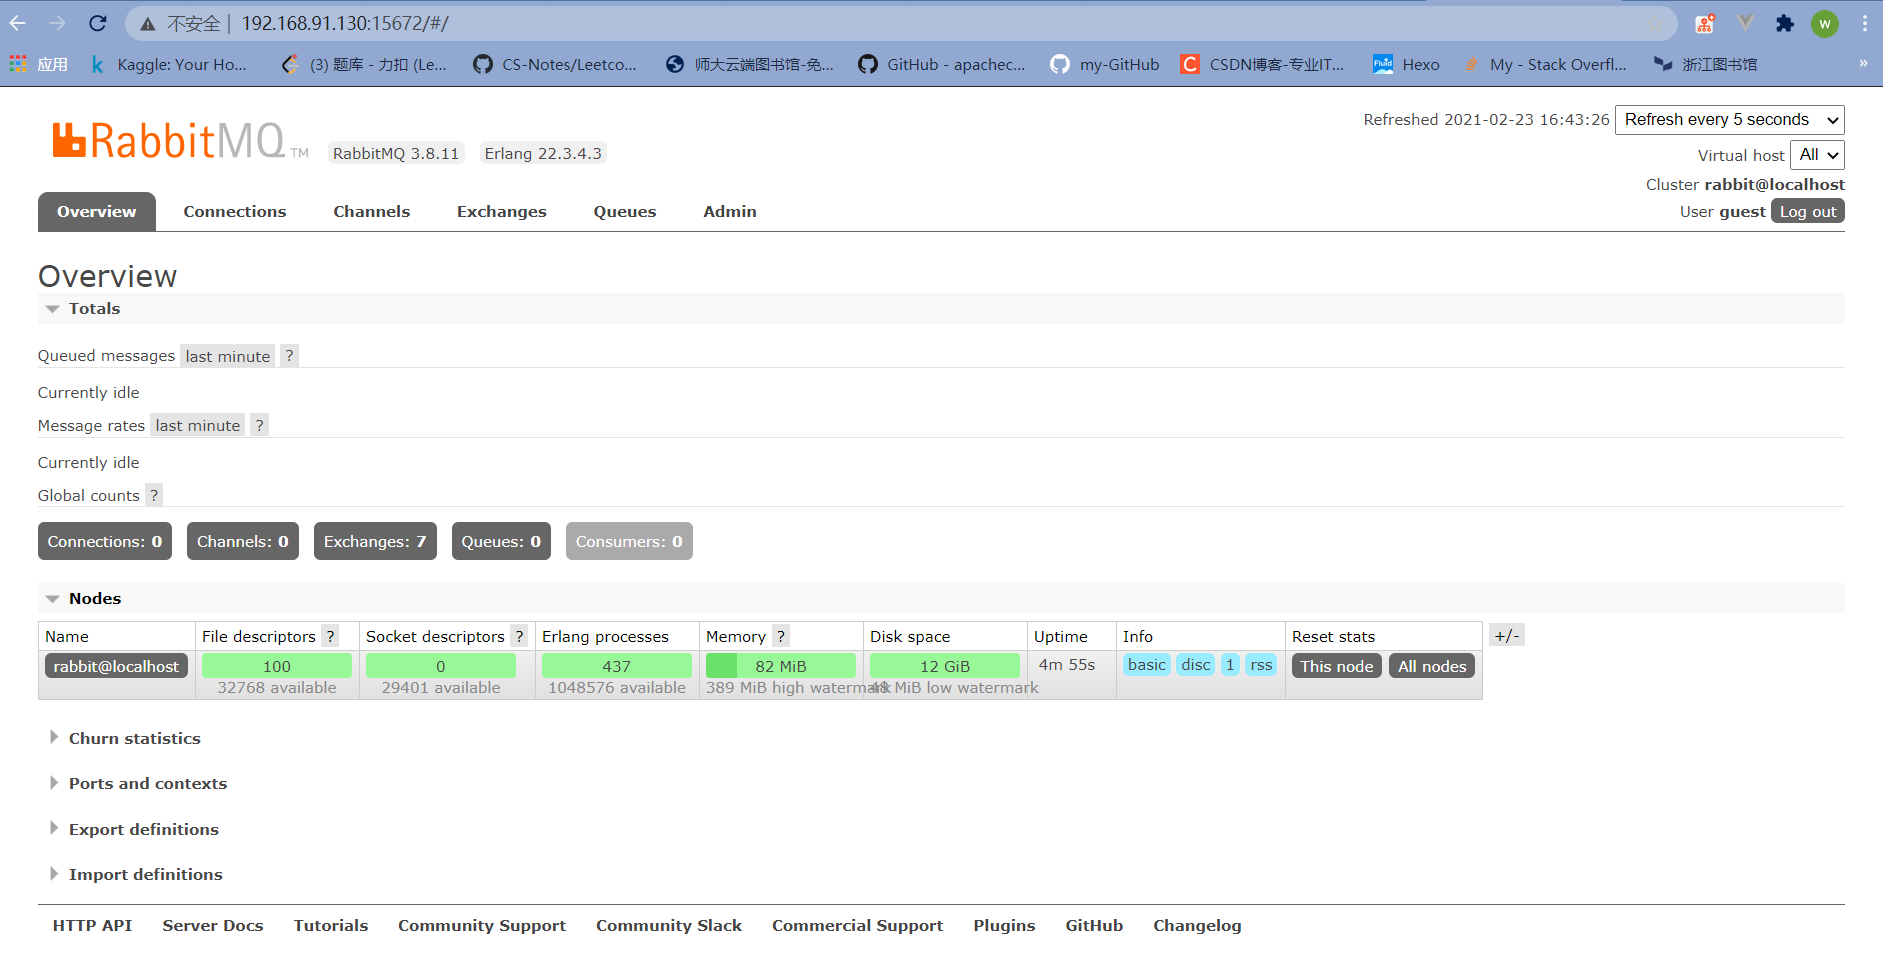 不安全 | 192.168.91.130:15672/#/
W
应用 Kaggle: Your Ho... (3) 题库 - 力扣 (Le... CS-Notes/Leetco... 师大云端图书馆-免... GitHub - apachec... my-GitHub CSDN博客-专业IT... Fluid Hexo My - Stack Overfl... 浙江图书馆 »
Refreshed 2021-02-23 16:43:26 Refresh every 5 seconds
RabbitMQ TM RabbitMQ 3.8.11 Erlang 22.3.4.3
Virtual host All
Cluster rabbit@localhost
User guest Log out
Overview Connections Channels Exchanges Queues Admin
Overview
Totals
Queued messages last minute ?
Currently idle
Message rates last minute ?
Currently idle
Global counts ?
Connections: 0 Channels: 0 Exchanges: 7 Queues: 0 Consumers: 0
Nodes
Name File descriptors ? Socket descriptors ? Erlang processes Memory ? Disk space Uptime Info Reset stats +/-
rabbit@localhost 100 0 437 82 MiB 12 GiB 4m 55s basic disc 1 rss This node All nodes
32768 available 29401 available 1048576 available 389 MiB high watermark 48 MiB low watermark
Churn statistics
Ports and contexts
Export definitions
Import definitions
HTTP API Server Docs Tutorials Community Support Community Slack Commercial Support Plugins GitHub Changelog